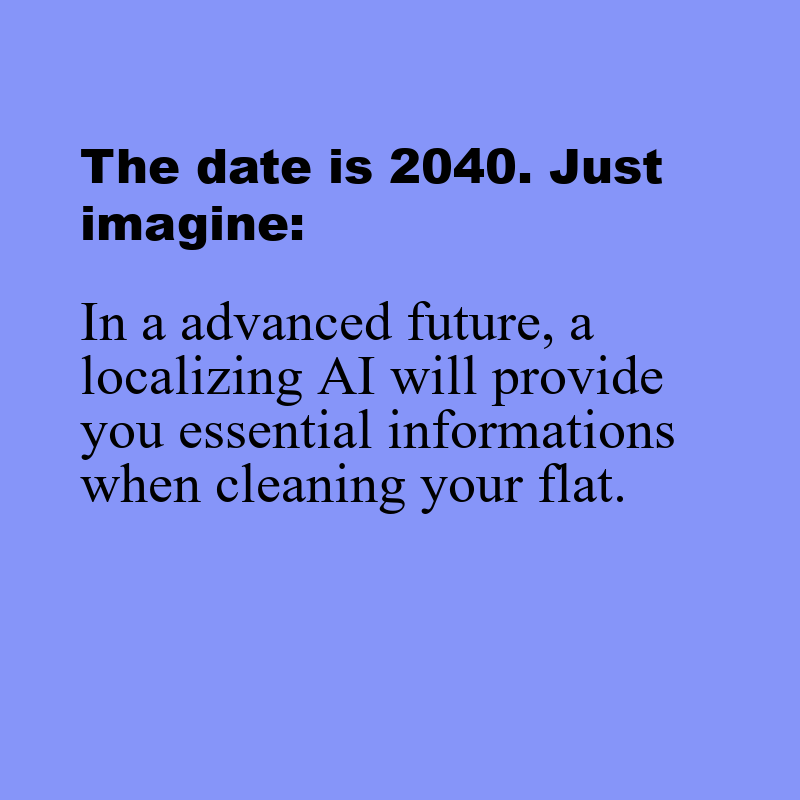 The date is 2040. Just
imagine:
In a advanced future, a
localizing AI will provide
you essential informations
when cleaning your flat.